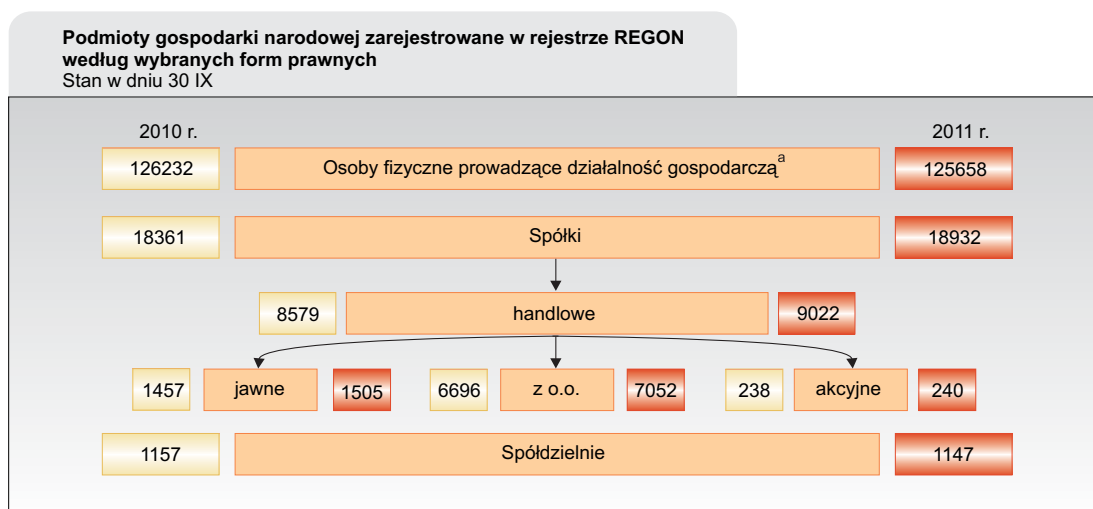 Podmioty gospodarki narodowej zarejestrowane w rejestrze REGON
według wybranych form prawnych
Stan w dniu 30 IX
2010 r. 2011 r.
126232 Osoby fizyczne prowadzące działalność gospodarczą^a 125658
18361 Spółki 18932
8579 handlowe 9022
1457 jawne 1505 6696 z o.o. 7052 238 akcyjne 240
1157 Spółdzielnie 1147